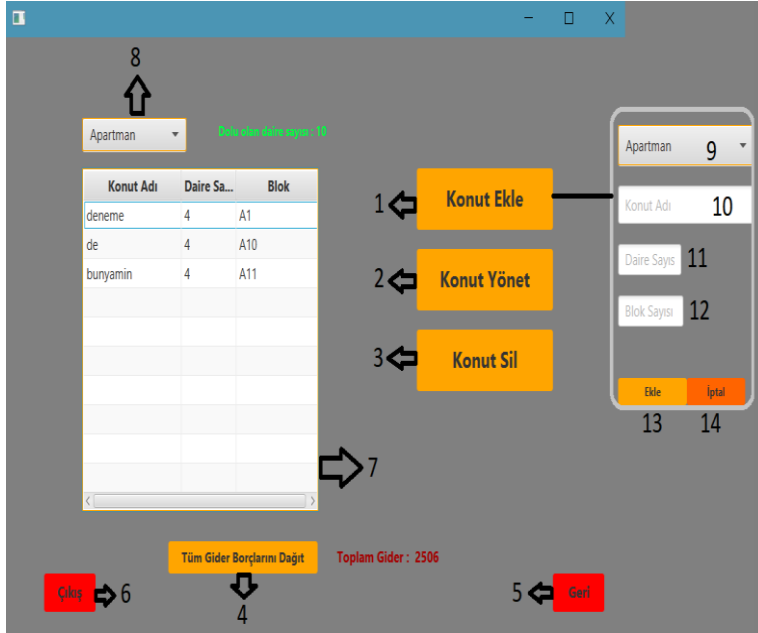 8
Apartman
Dolu olan daire sayısı : 10
Konut Adı Daire Sa... Blok
deneme 4 A1
de 4 A10
bunyamin 4 A11
7
1 Konut Ekle
2 Konut Yönet
3 Konut Sil
Apartman 9
Konut Adı 10
Daire Sayıs 11
Blok Sayısı 12
Ekle İptal
13 14
Tüm Gider Borçlarını Dağıt Toplam Gider : 2506
Çıkış 6
4
5 Geri